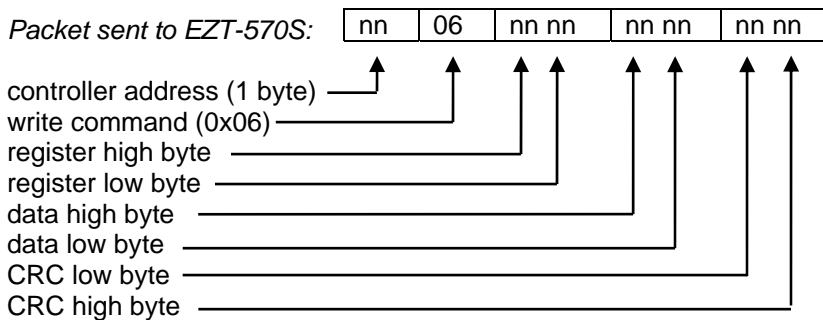 Packet sent to EZT-570S: nn 06 nn nn nn nn nn nn
controller address (1 byte)
write command (0x06)
register high byte
register low byte
data high byte
data low byte
CRC low byte
CRC high byte